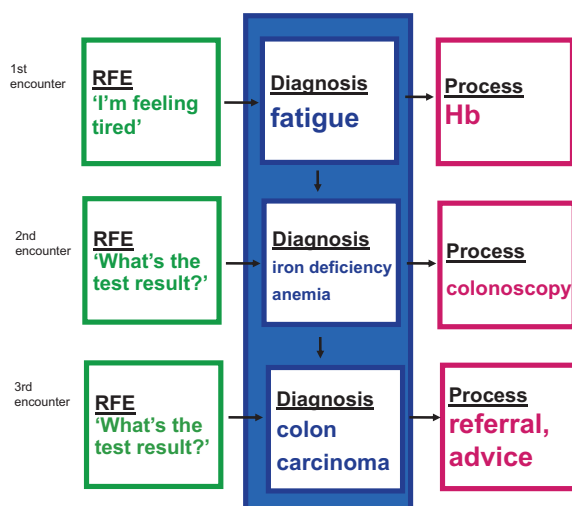 1st
encounter
RFE
‘I’m feeling
tired’
Diagnosis
fatigue
Process
Hb
2nd
encounter
RFE
‘What’s the
test result?’
Diagnosis
iron deficiency
anemia
Process
colonoscopy
3rd
encounter
RFE
‘What’s the
test result?’
Diagnosis
colon
carcinoma
Process
referral,
advice